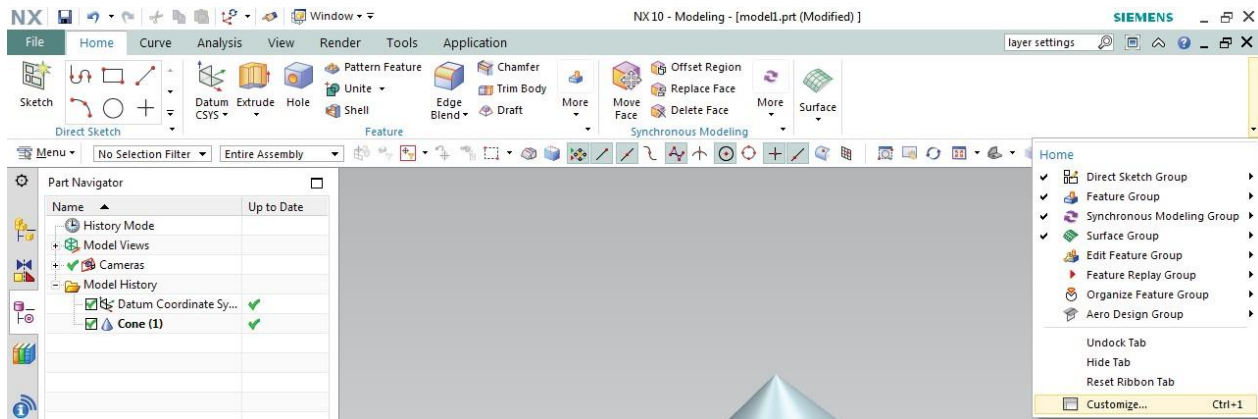 NX Window NX 10 - Modeling - [model1.prt (Modified) ] SIEMENS
File Home Curve Analysis View Render Tools Application layer settings
Sketch
Direct Sketch
Datum CSYS
Extrude
Hole
Pattern Feature
Unite
Shell
Edge Blend
Chamfer
Trim Body
Draft
More
Feature
Move Face
Offset Region
Replace Face
Delete Face
More
Synchronous Modeling
Surface
Menu No Selection Filter Entire Assembly
Part Navigator
Name Up to Date
History Mode
Model Views
Cameras
Model History
Datum Coordinate Sy...
Cone (1)
Home
Direct Sketch Group
Feature Group
Synchronous Modeling Group
Surface Group
Edit Feature Group
Feature Replay Group
Organize Feature Group
Aero Design Group
Undock Tab
Hide Tab
Reset Ribbon Tab
Customize... Ctrl+1